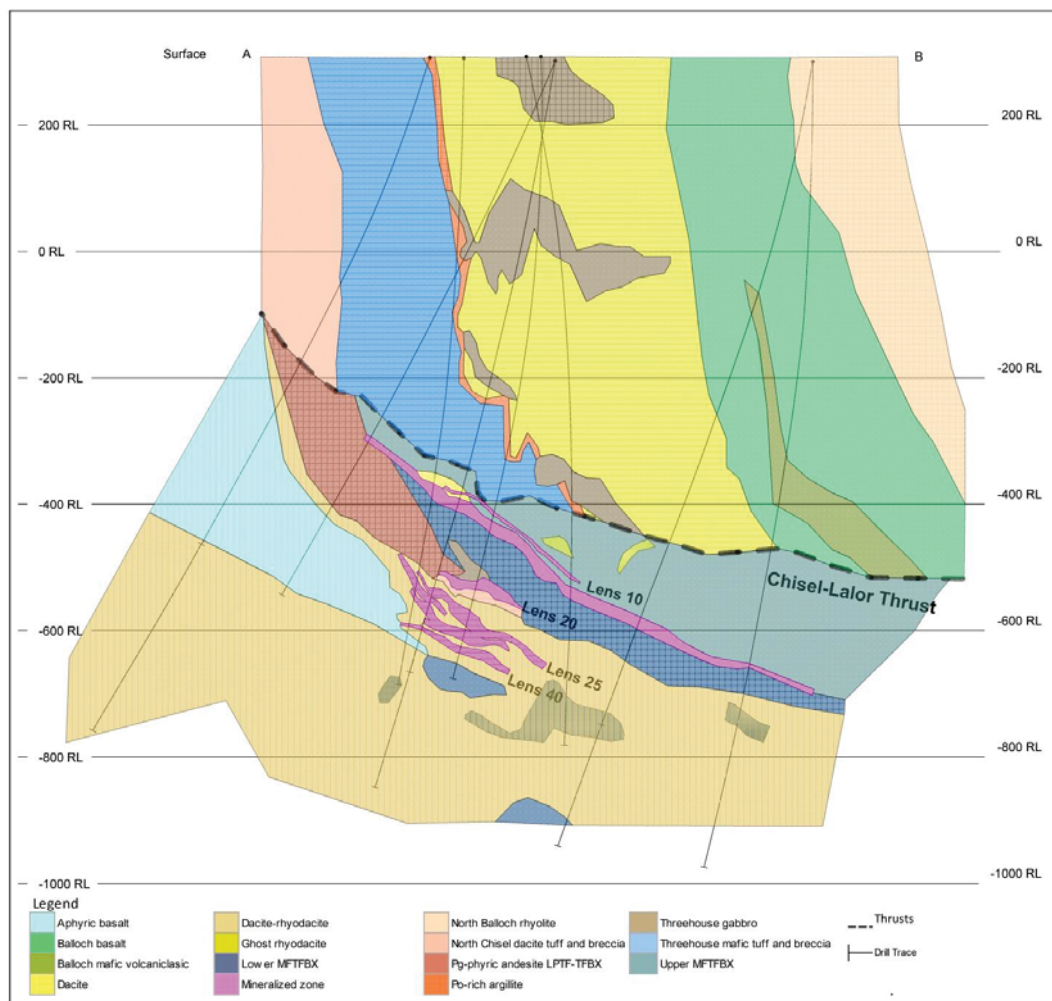 Surface A B
200 RL 200 RL
0 RL 0 RL
-200 RL -200 RL
-400 RL -400 RL
Chisel-Lalor Thrust
Lens 10
Lens 20
-600 RL -600 RL
Lens 25
Lens 40
-800 RL -800 RL
-1000 RL -1000 RL
Legend
Aphyric basalt Dacite-rhyodacite North Balloch rhyolite Threehouse gabbro Thrusts
Balloch basalt Ghost rhyodacite North Chisel dacite tuff and breccia Threehouse mafic tuff and breccia Drill Trace
Balloch mafic volcaniclasic Lower MFTFBX Pg-phyric andesite LPTF-TFBX Upper MFTFBX
Dacite Mineralized zone Po-rich argillite